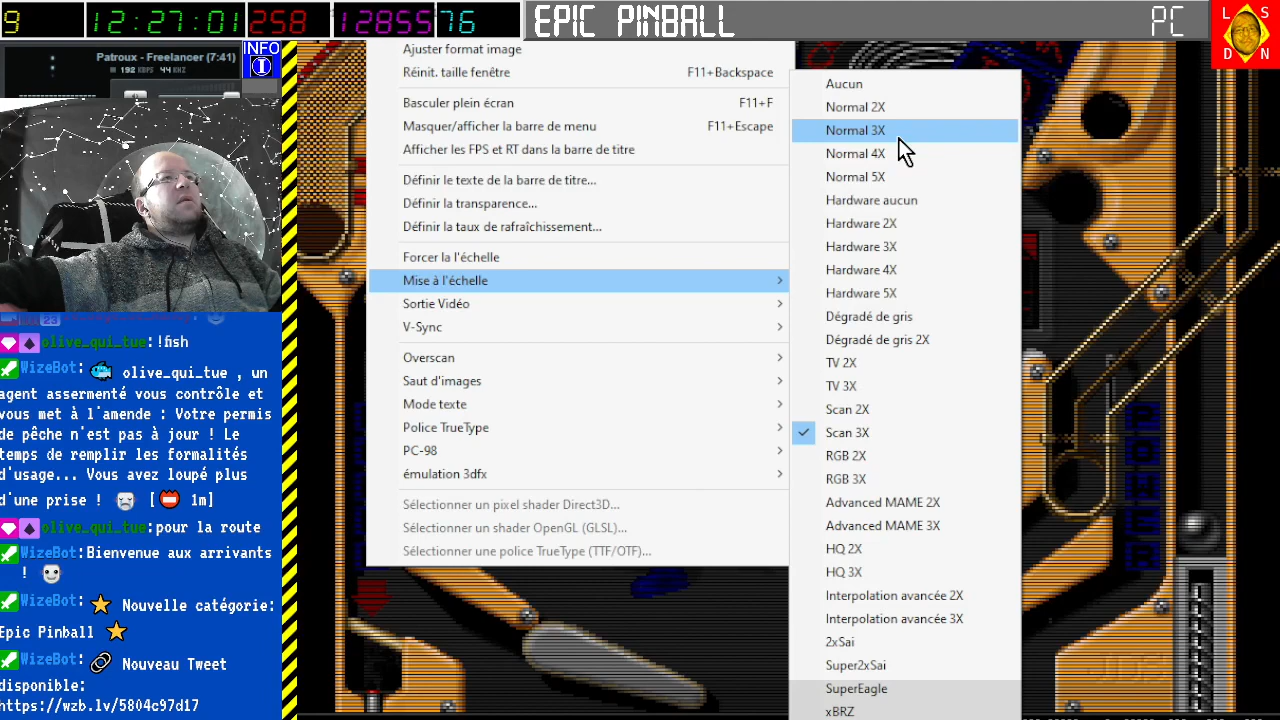 9 12:27:01 258 12855 76 EPIC PINBALL PC
L S
D N
Patroux - Freelancer (7:41)
192 KBPS 44 KHZ
INFO
23
olive_qui_tue:!fish
WizeBot: olive_qui_tue , un
agent assermenté vous contrôle et
vous met à l'amende : Votre permis
de pêche n'est pas à jour ! Le
temps de remplir les formalités
d'usage... Vous avez loupé plus
d'une prise ! [ 1m]
olive_qui_tue:pour la route
WizeBot:Bienvenue aux arrivants
!
WizeBot: Nouvelle catégorie:
Epic Pinball
WizeBot: Nouveau Tweet
disponible:
https://wzb.lv/5804c97d17
Ajuster format image
Réinit. taille fenêtre F11+Backspace
Basculer plein écran F11+F
Masquer/afficher la barre de menu F11+Escape
Afficher les FPS et RT dans la barre de titre
Définir le texte de la barre de titre...
Définir la transparence...
Définir la taux de rafraîchissement...
Forcer la l'échelle
Mise à l'échelle
Sortie Vidéo
V-Sync
Overscan
Saut d'images
Mode texte
Police TrueType
PC-98
Émulation 3dfx
Sélectionner un pixel shader Direct3D...
Sélectionner un shader OpenGL (GLSL)...
Sélectionner une police TrueType (TTF/OTF)...
Aucun
Normal 2X
Normal 3X
Normal 4X
Normal 5X
Hardware aucun
Hardware 2X
Hardware 3X
Hardware 4X
Hardware 5X
Dégradé de gris
Dégradé de gris 2X
TV 2X
TV 3X
Scan 2X
Scan 3X
RGB 2X
RGB 3X
Advanced MAME 2X
Advanced MAME 3X
HQ 2X
HQ 3X
Interpolation avancée 2X
Interpolation avancée 3X
2xSai
Super2xSai
SuperEagle
xBRZ